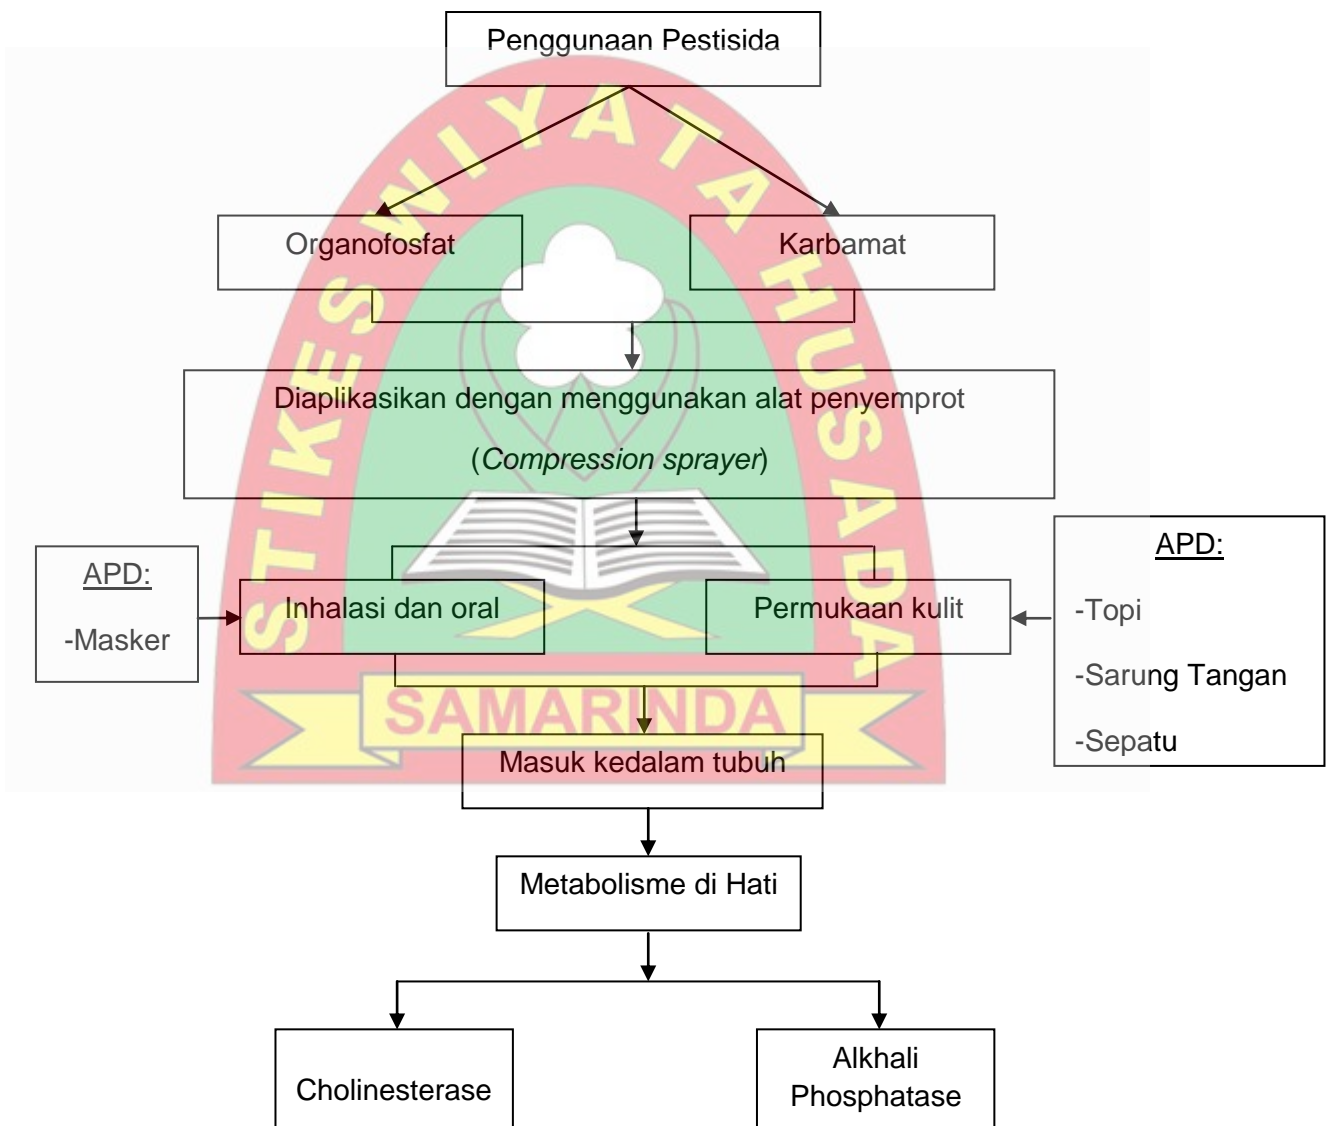 Penggunaan Pestisida
Organofosfat
Karbamat
Diaplikasikan dengan menggunakan alat penyemprot
(Compression sprayer)
APD:
-Masker
Inhalasi dan oral
Permukaan kulit
APD:
-Topi
-Sarung Tangan
-Sepatu
Masuk kedalam tubuh
Metabolisme di Hati
Cholinesterase
Alkhali
Phosphatase
STIKES WIYATA HUSADA
SAMARINDA